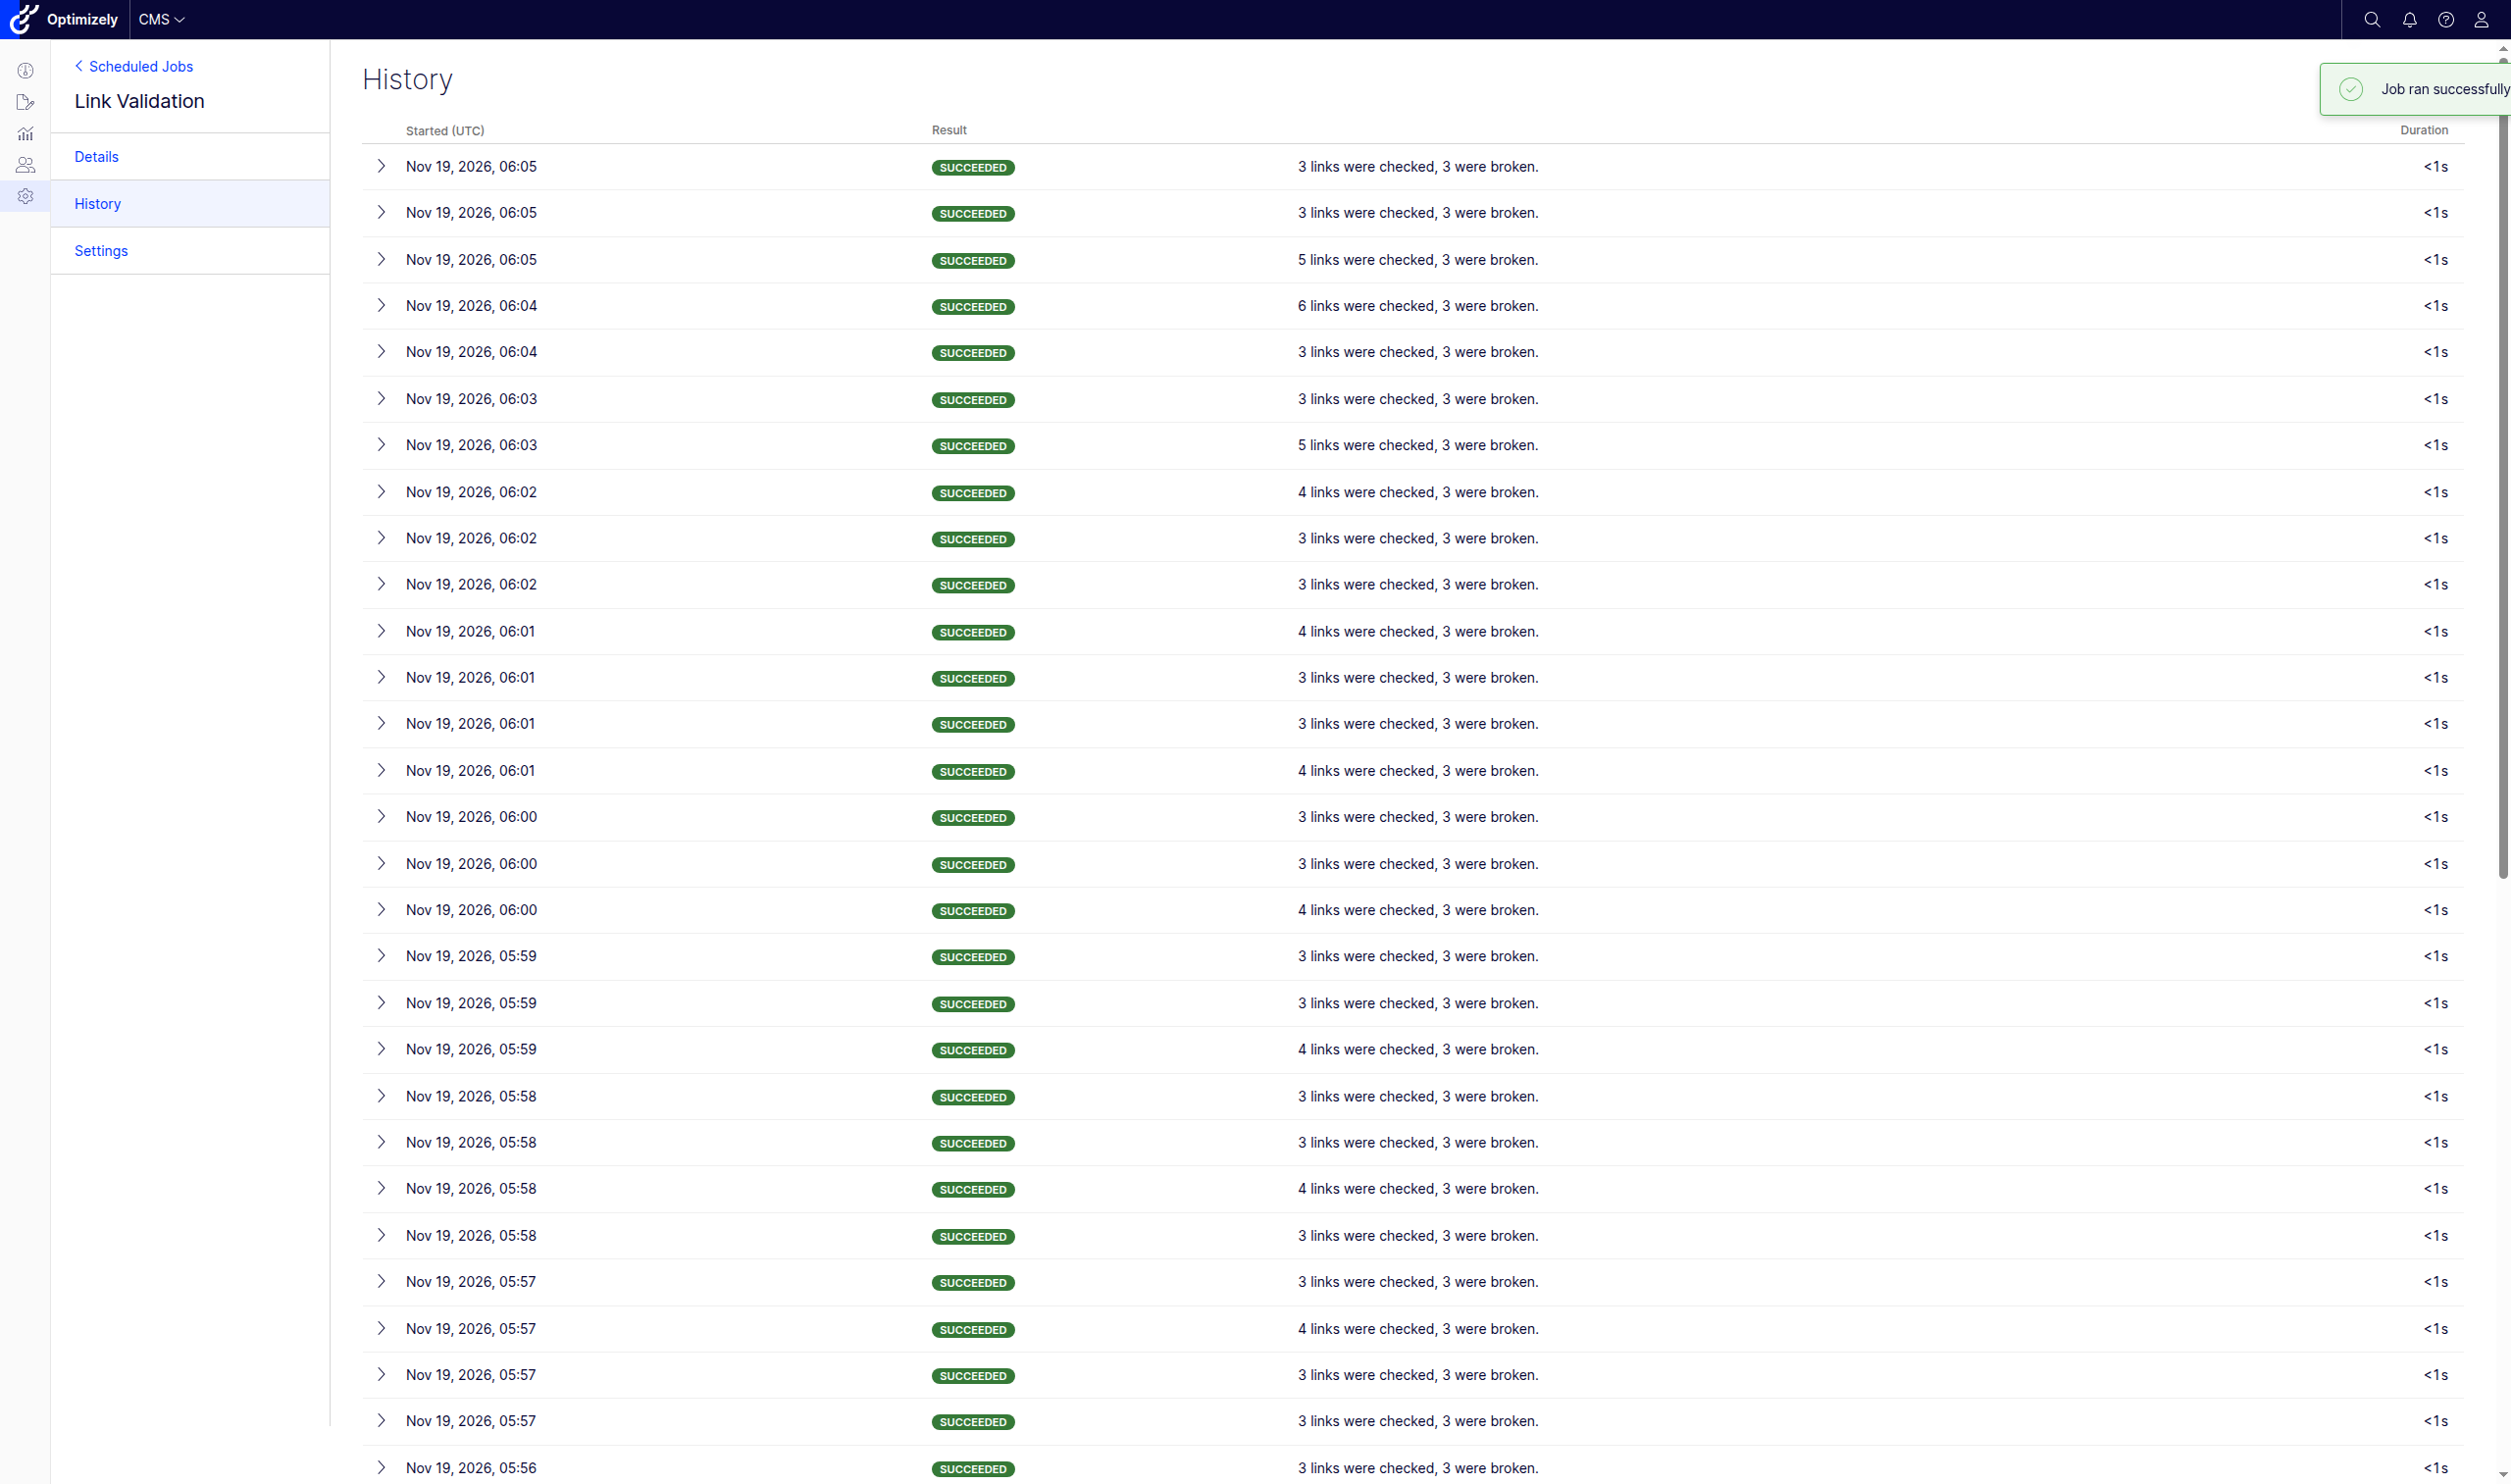 Optimizely CMS
Scheduled Jobs
Link Validation
Details
History
Settings
History
Job ran successfully
Started (UTC) Result Duration
Nov 19, 2026, 06:05 SUCCEEDED 3 links were checked, 3 were broken. <1s
Nov 19, 2026, 06:05 SUCCEEDED 3 links were checked, 3 were broken. <1s
Nov 19, 2026, 06:05 SUCCEEDED 5 links were checked, 3 were broken. <1s
Nov 19, 2026, 06:04 SUCCEEDED 6 links were checked, 3 were broken. <1s
Nov 19, 2026, 06:04 SUCCEEDED 3 links were checked, 3 were broken. <1s
Nov 19, 2026, 06:03 SUCCEEDED 3 links were checked, 3 were broken. <1s
Nov 19, 2026, 06:03 SUCCEEDED 5 links were checked, 3 were broken. <1s
Nov 19, 2026, 06:02 SUCCEEDED 4 links were checked, 3 were broken. <1s
Nov 19, 2026, 06:02 SUCCEEDED 3 links were checked, 3 were broken. <1s
Nov 19, 2026, 06:02 SUCCEEDED 3 links were checked, 3 were broken. <1s
Nov 19, 2026, 06:01 SUCCEEDED 4 links were checked, 3 were broken. <1s
Nov 19, 2026, 06:01 SUCCEEDED 3 links were checked, 3 were broken. <1s
Nov 19, 2026, 06:01 SUCCEEDED 3 links were checked, 3 were broken. <1s
Nov 19, 2026, 06:01 SUCCEEDED 4 links were checked, 3 were broken. <1s
Nov 19, 2026, 06:00 SUCCEEDED 3 links were checked, 3 were broken. <1s
Nov 19, 2026, 06:00 SUCCEEDED 3 links were checked, 3 were broken. <1s
Nov 19, 2026, 06:00 SUCCEEDED 4 links were checked, 3 were broken. <1s
Nov 19, 2026, 05:59 SUCCEEDED 3 links were checked, 3 were broken. <1s
Nov 19, 2026, 05:59 SUCCEEDED 3 links were checked, 3 were broken. <1s
Nov 19, 2026, 05:59 SUCCEEDED 4 links were checked, 3 were broken. <1s
Nov 19, 2026, 05:58 SUCCEEDED 3 links were checked, 3 were broken. <1s
Nov 19, 2026, 05:58 SUCCEEDED 3 links were checked, 3 were broken. <1s
Nov 19, 2026, 05:58 SUCCEEDED 4 links were checked, 3 were broken. <1s
Nov 19, 2026, 05:58 SUCCEEDED 3 links were checked, 3 were broken. <1s
Nov 19, 2026, 05:57 SUCCEEDED 3 links were checked, 3 were broken. <1s
Nov 19, 2026, 05:57 SUCCEEDED 4 links were checked, 3 were broken. <1s
Nov 19, 2026, 05:57 SUCCEEDED 3 links were checked, 3 were broken. <1s
Nov 19, 2026, 05:57 SUCCEEDED 3 links were checked, 3 were broken. <1s
Nov 19, 2026, 05:56 SUCCEEDED 3 links were checked, 3 were broken. <1s